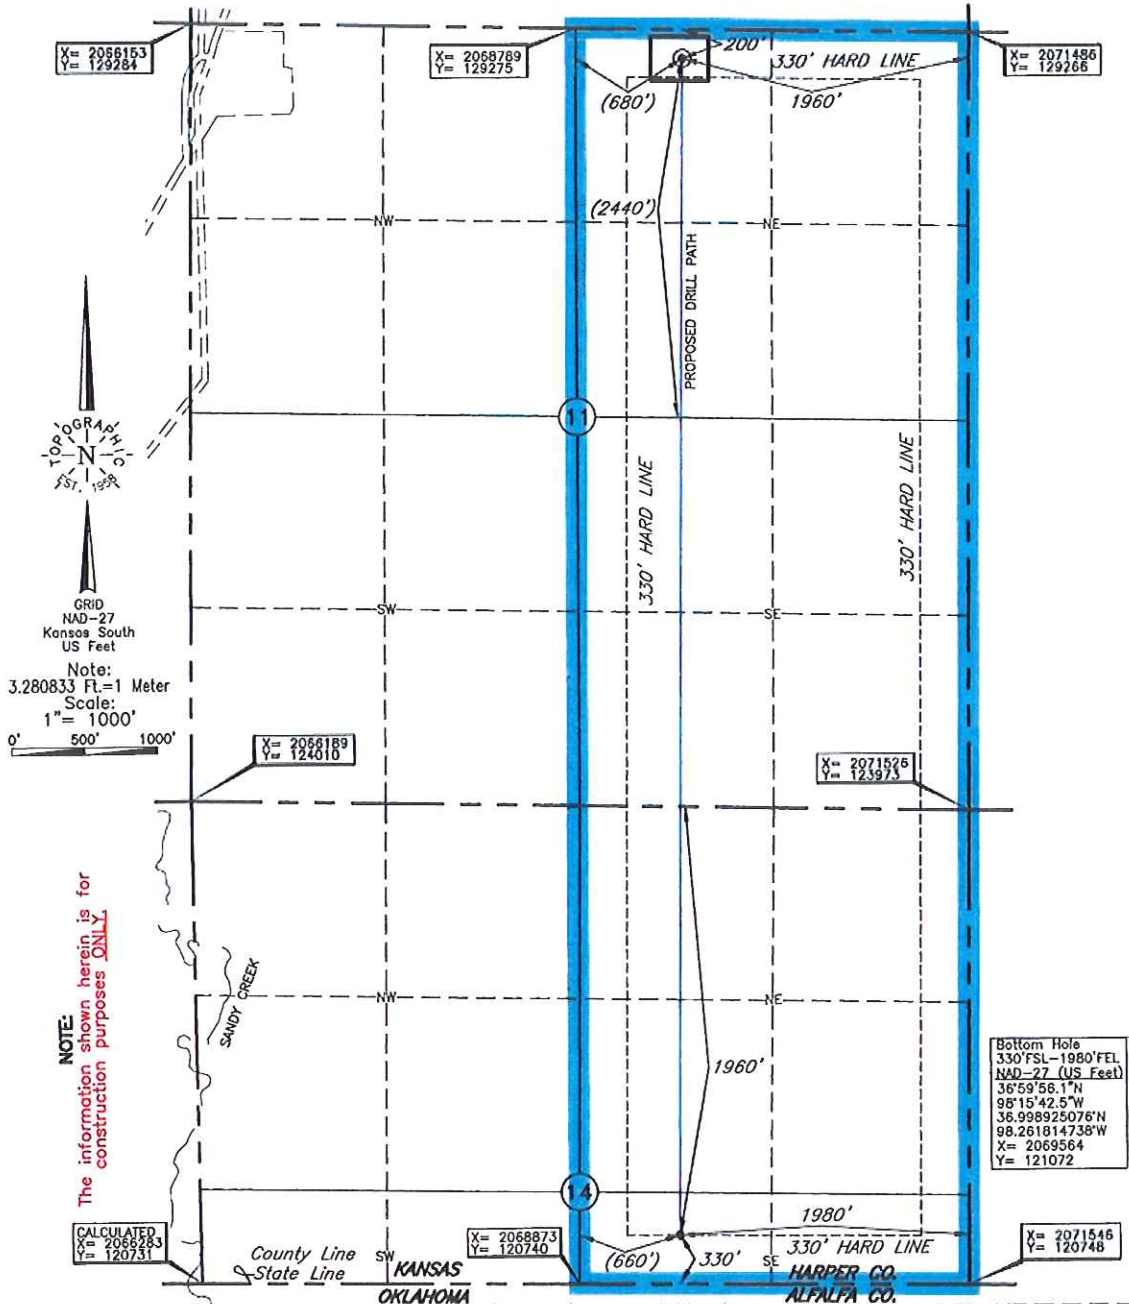 X= 2066153
Y= 129284
X= 2068789
Y= 129275
200'
330' HARD LINE
X= 2071486
Y= 129266
(680')
1960'
(2440')
NW
NE
PROPOSED DRILL PATH
11
TOPOGRAPHIC
N
EST. 1958
330' HARD LINE
330' HARD LINE
GRID
NAD-27
Kansas South
US Feet
Note:
3.280833 Ft.=1 Meter
Scale:
1"= 1000'
0' 500' 1000'
SW
SE
X= 2066189
Y= 124010
X= 2071526
Y= 123973
NOTE:
The information shown herein is for
construction purposes ONLY.
SANDY CREEK
NW
NE
1960'
Bottom Hole
330'FSL-1980'FEL
NAD-27 (US Feet)
36°59'56.1"N
98°15'42.5"W
36.998925076°N
98.261814738°W
X= 2069564
Y= 121072
14
CALCULATED
X= 2066283
Y= 120731
County Line
State Line
SW
KANSAS
OKLAHOMA
X= 2068873
Y= 120740
(660')
330'
1980'
330' HARD LINE
SE
HARPER CO.
ALFALFA CO.
X= 2071546
Y= 120748